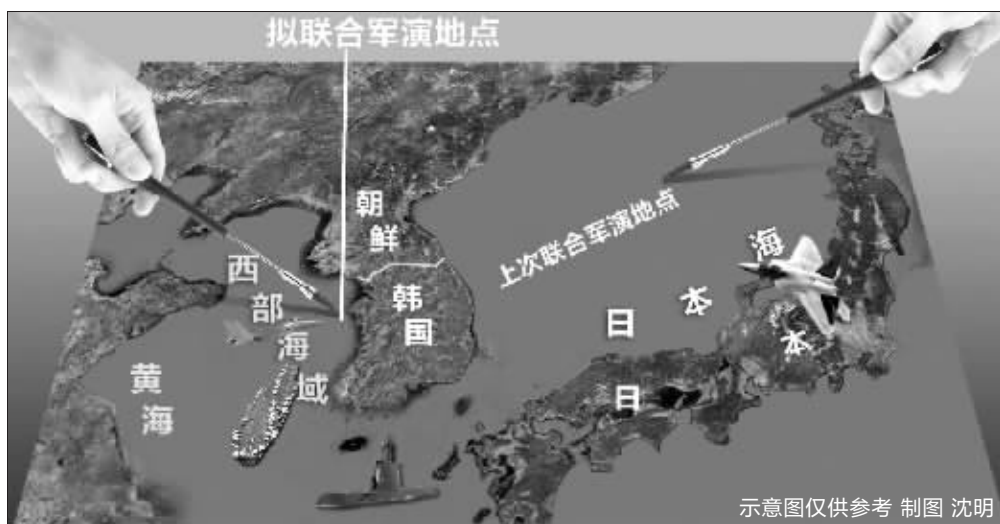 拟联合军演地点
朝鲜
上次联合军演地点
韩国
西部海域
黄海
日本海
日本
示意图仅供参考 制图 沈明